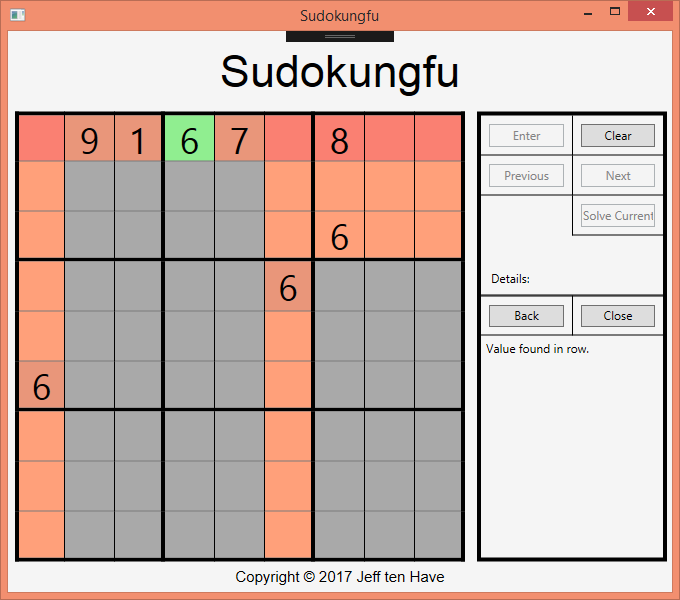 Sudokungfu
Sudokungfu
9 1 6 7 8
6
6
6
Enter Clear
Previous Next
Solve Current
Details:
Back Close
Value found in row.
Copyright © 2017 Jeff ten Have